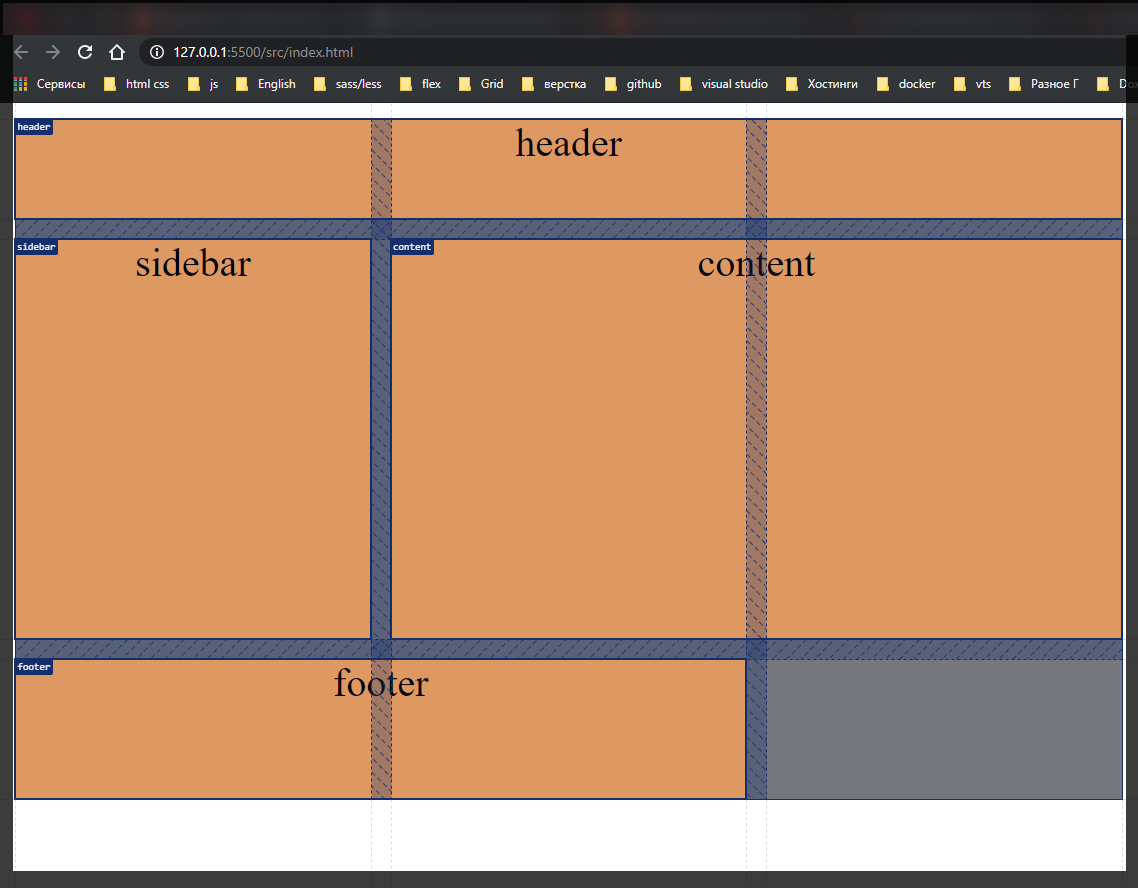 127.0.0.1:5500/src/index.html
Сервисы html css js English sass/less flex Grid верстка github visual studio Хостинги docker vts Разное Г
header
header
sidebar
sidebar
content
content
footer
footer